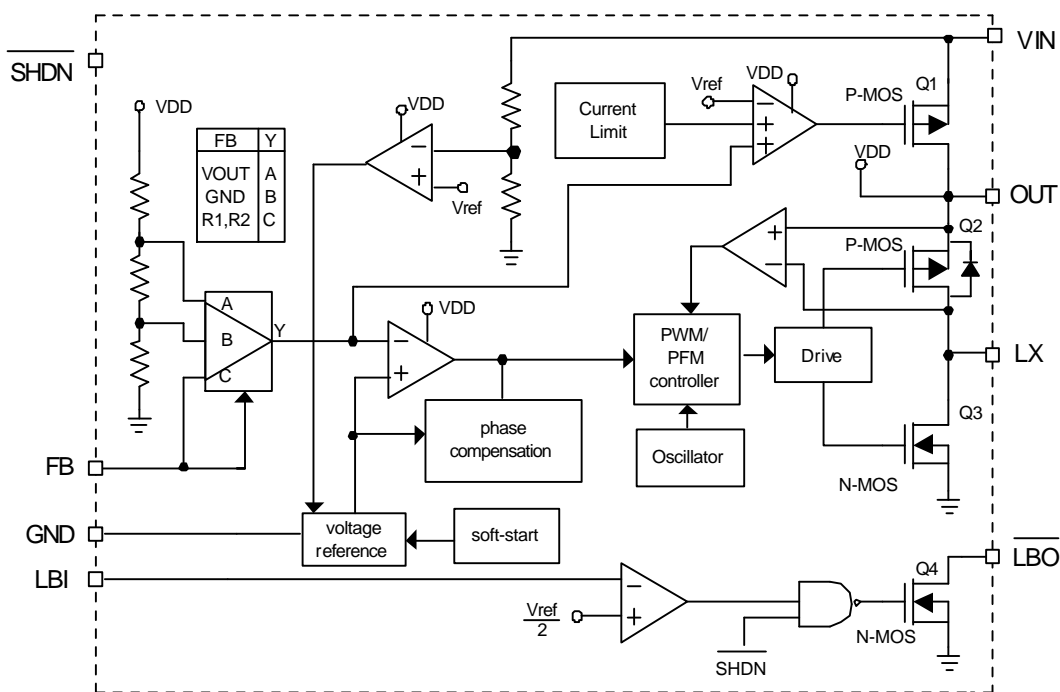 SHDN
VIN
VDD
FB Y
VOUT A
GND B
R1,R2 C
VDD
−
+
Vref
Current
Limit
Vref
VDD
−
+
+
P-MOS
Q1
VDD
OUT
Q2
P-MOS
+
−
A
B
C
Y
VDD
−
+
PWM/
PFM
controller
Drive
LX
phase
compensation
Oscillator
Q3
N-MOS
FB
GND
voltage
reference
soft-start
LBI
Vref
2
−
+
SHDN
Q4
N-MOS
LBO